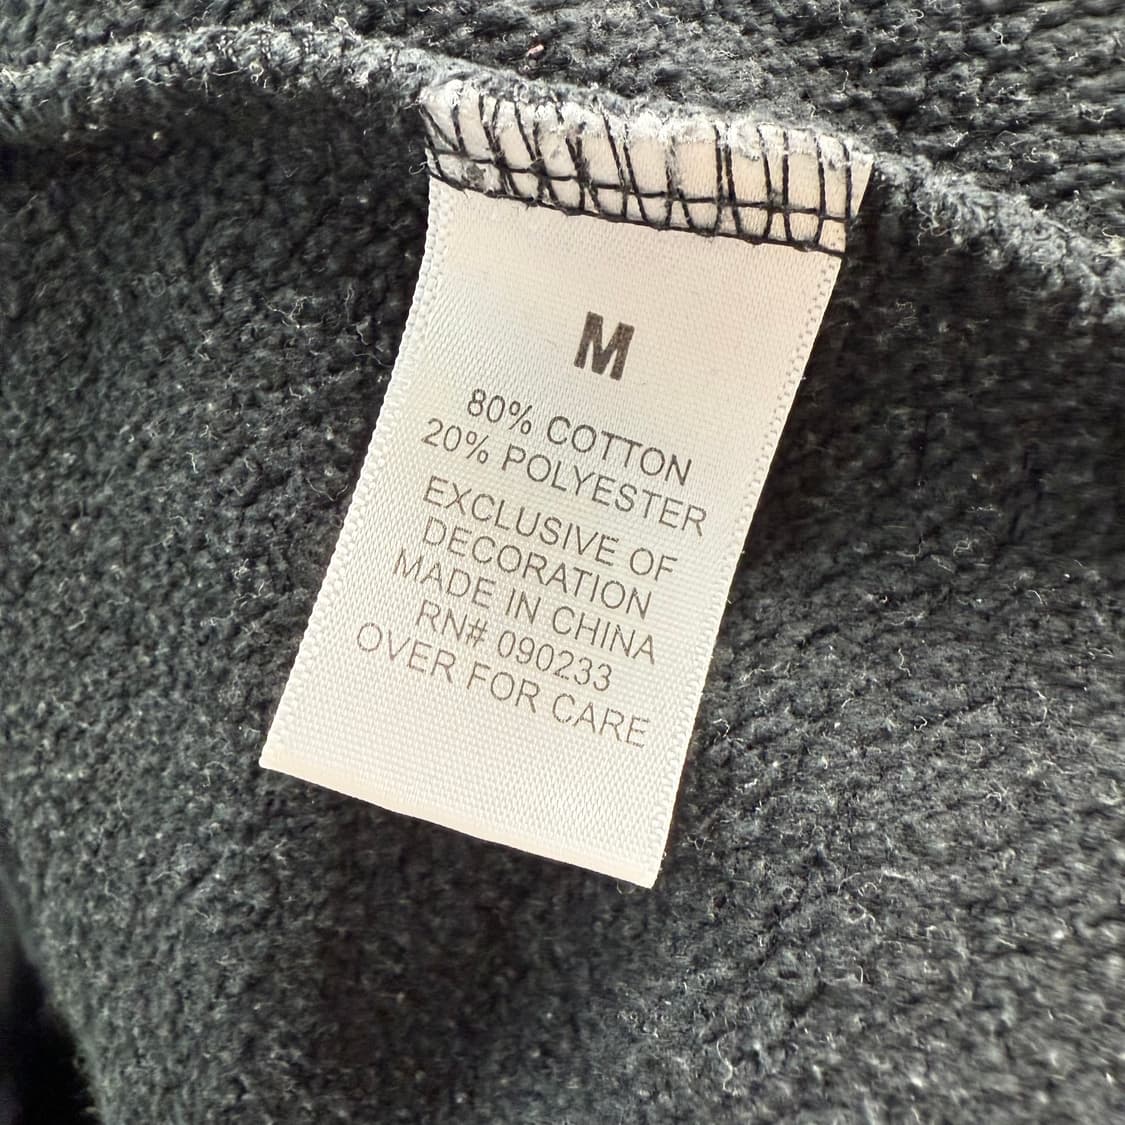 M
80% COTTON
20% POLYESTER
EXCLUSIVE OF
DECORATION
MADE IN CHINA
RN# 090233
OVER FOR CARE